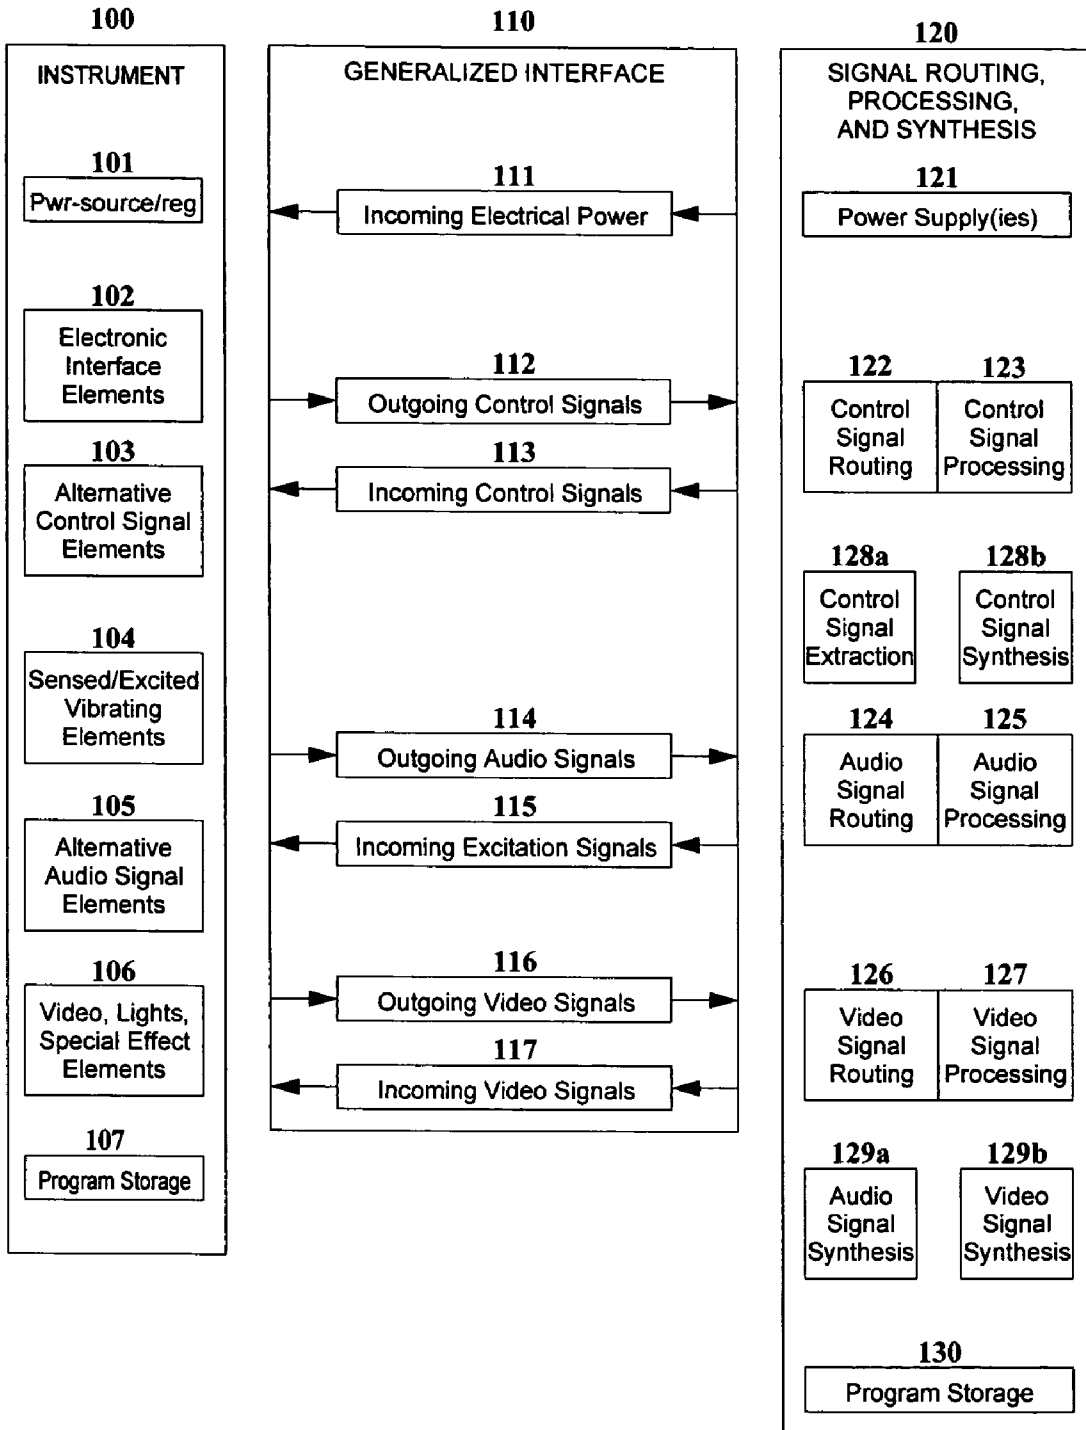 100
INSTRUMENT
101
Pwr-source/reg
102
Electronic
Interface
Elements
103
Alternative
Control Signal
Elements
104
Sensed/Excited
Vibrating
Elements
105
Alternative
Audio Signal
Elements
106
Video, Lights,
Special Effect
Elements
107
Program Storage
110
GENERALIZED INTERFACE
111
Incoming Electrical Power
112
Outgoing Control Signals
113
Incoming Control Signals
114
Outgoing Audio Signals
115
Incoming Excitation Signals
116
Outgoing Video Signals
117
Incoming Video Signals
120
SIGNAL ROUTING,
PROCESSING,
AND SYNTHESIS
121
Power Supply(ies)
122
Control
Signal
Routing
123
Control
Signal
Processing
128a
Control
Signal
Extraction
128b
Control
Signal
Synthesis
124
Audio
Signal
Routing
125
Audio
Signal
Processing
126
Video
Signal
Routing
127
Video
Signal
Processing
129a
Audio
Signal
Synthesis
129b
Video
Signal
Synthesis
130
Program Storage